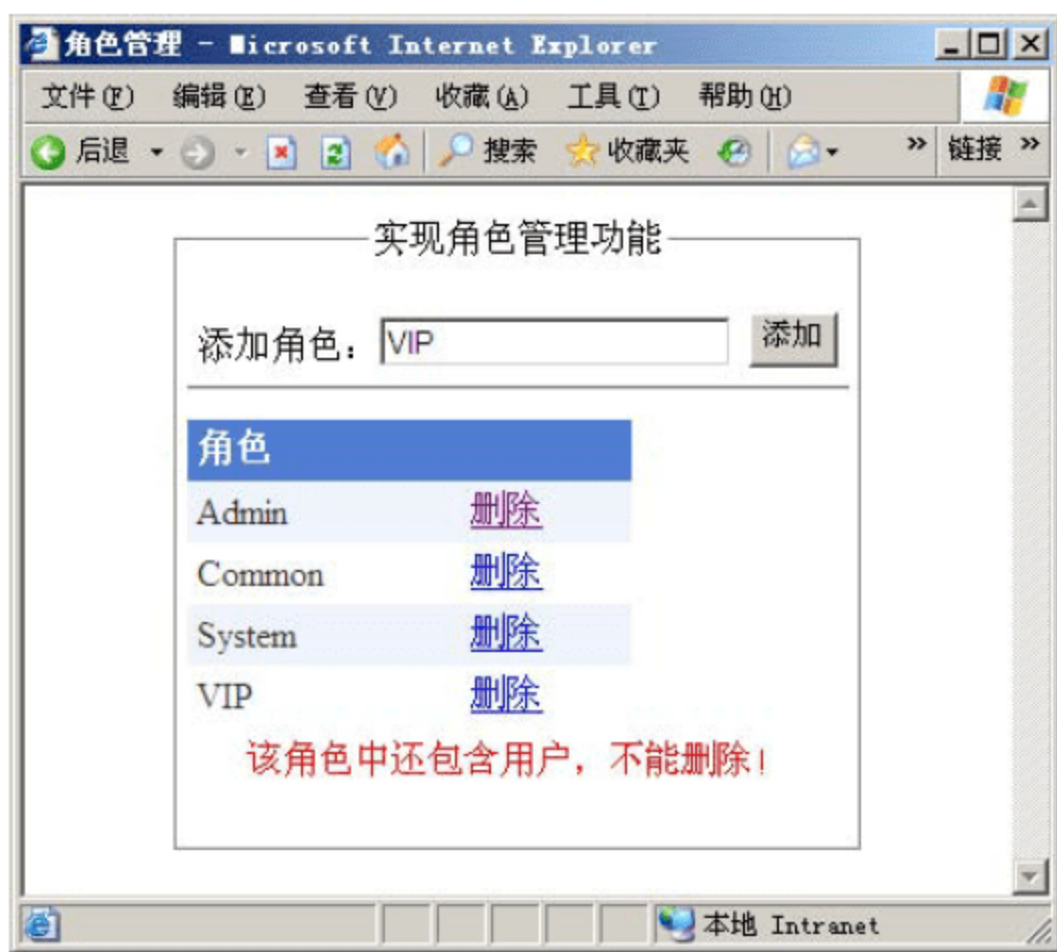 角色管理 - Microsoft Internet Explorer
文件(F) 编辑(E) 查看(V) 收藏(A) 工具(T) 帮助(H)
后退 搜索 收藏夹 » 链接 »
实现角色管理功能
添加角色： VIP 添加
角色
Admin 删除
Common 删除
System 删除
VIP 删除
该角色中还包含用户，不能删除！
本地 Intranet